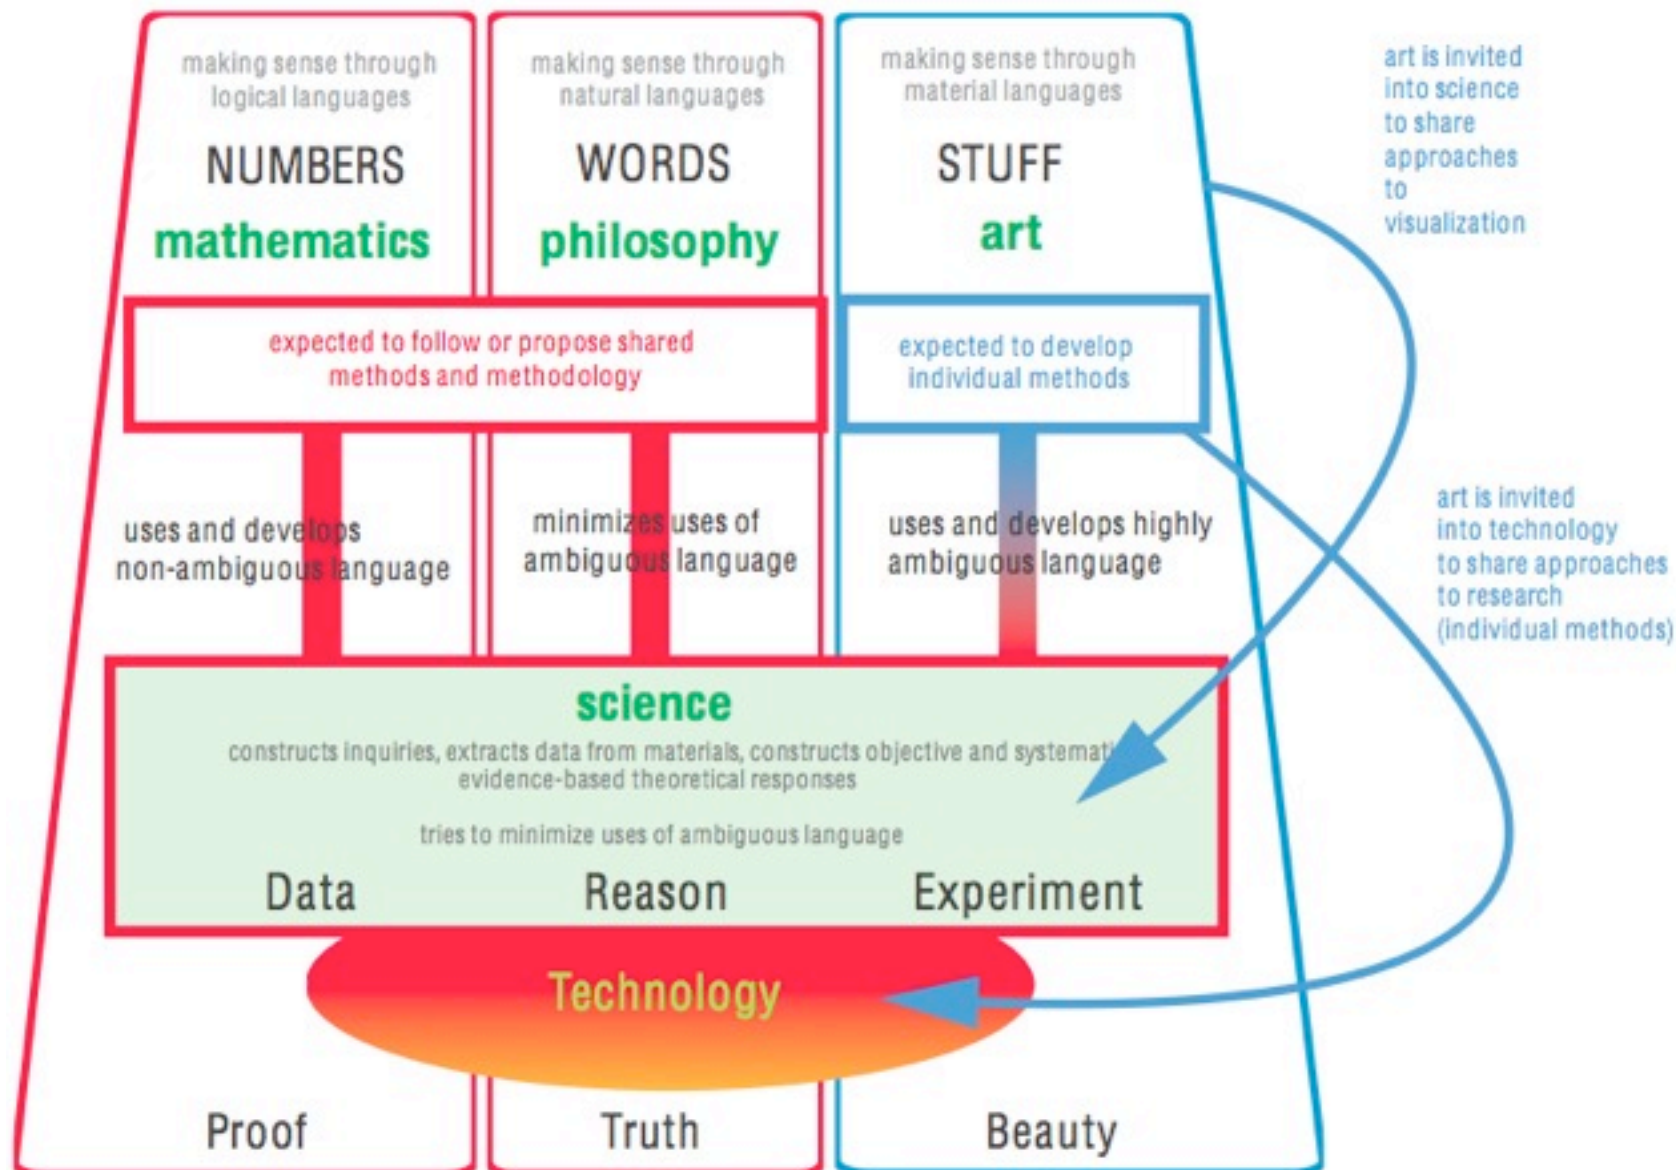 making sense through
logical languages
NUMBERS
mathematics
making sense through
natural languages
WORDS
philosophy
making sense through
material languages
STUFF
art
art is invited
into science
to share
approaches
to
visualization
expected to follow or propose shared
methods and methodology
expected to develop
individual methods
uses and develops
non-ambiguous language
minimizes uses of
ambiguous language
uses and develops highly
ambiguous language
art is invited
into technology
to share approaches
to research
(individual methods)
science
constructs inquiries, extracts data from materials, constructs objective and systemati
evidence-based theoretical responses
tries to minimize uses of ambiguous language
Data
Reason
Experiment
Technology
Proof
Truth
Beauty